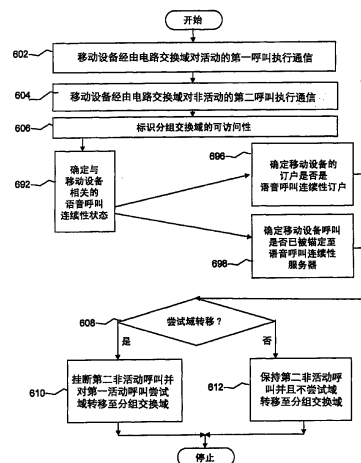 开始
602
移动设备经由电路交换域对活动的第一呼叫执行通信
604
移动设备经由电路交换域对非活动的第二呼叫执行通信
606
标识分组交换域的可访问性
692
确定与
移动设备
相关的
语音呼叫
连续性状态
696
确定移动设备的
订户是否是
语音呼叫连续性订户
确定移动设备呼叫
是否已被锚定至
语音呼叫连续性
服务器
698
608
尝试域转移?
是
否
610
挂断第二非活动呼叫并
对第一活动呼叫尝试
域转移至分组交换域
612
保持第二非活动呼
叫并且不尝试域
转移至分组交换域
停止